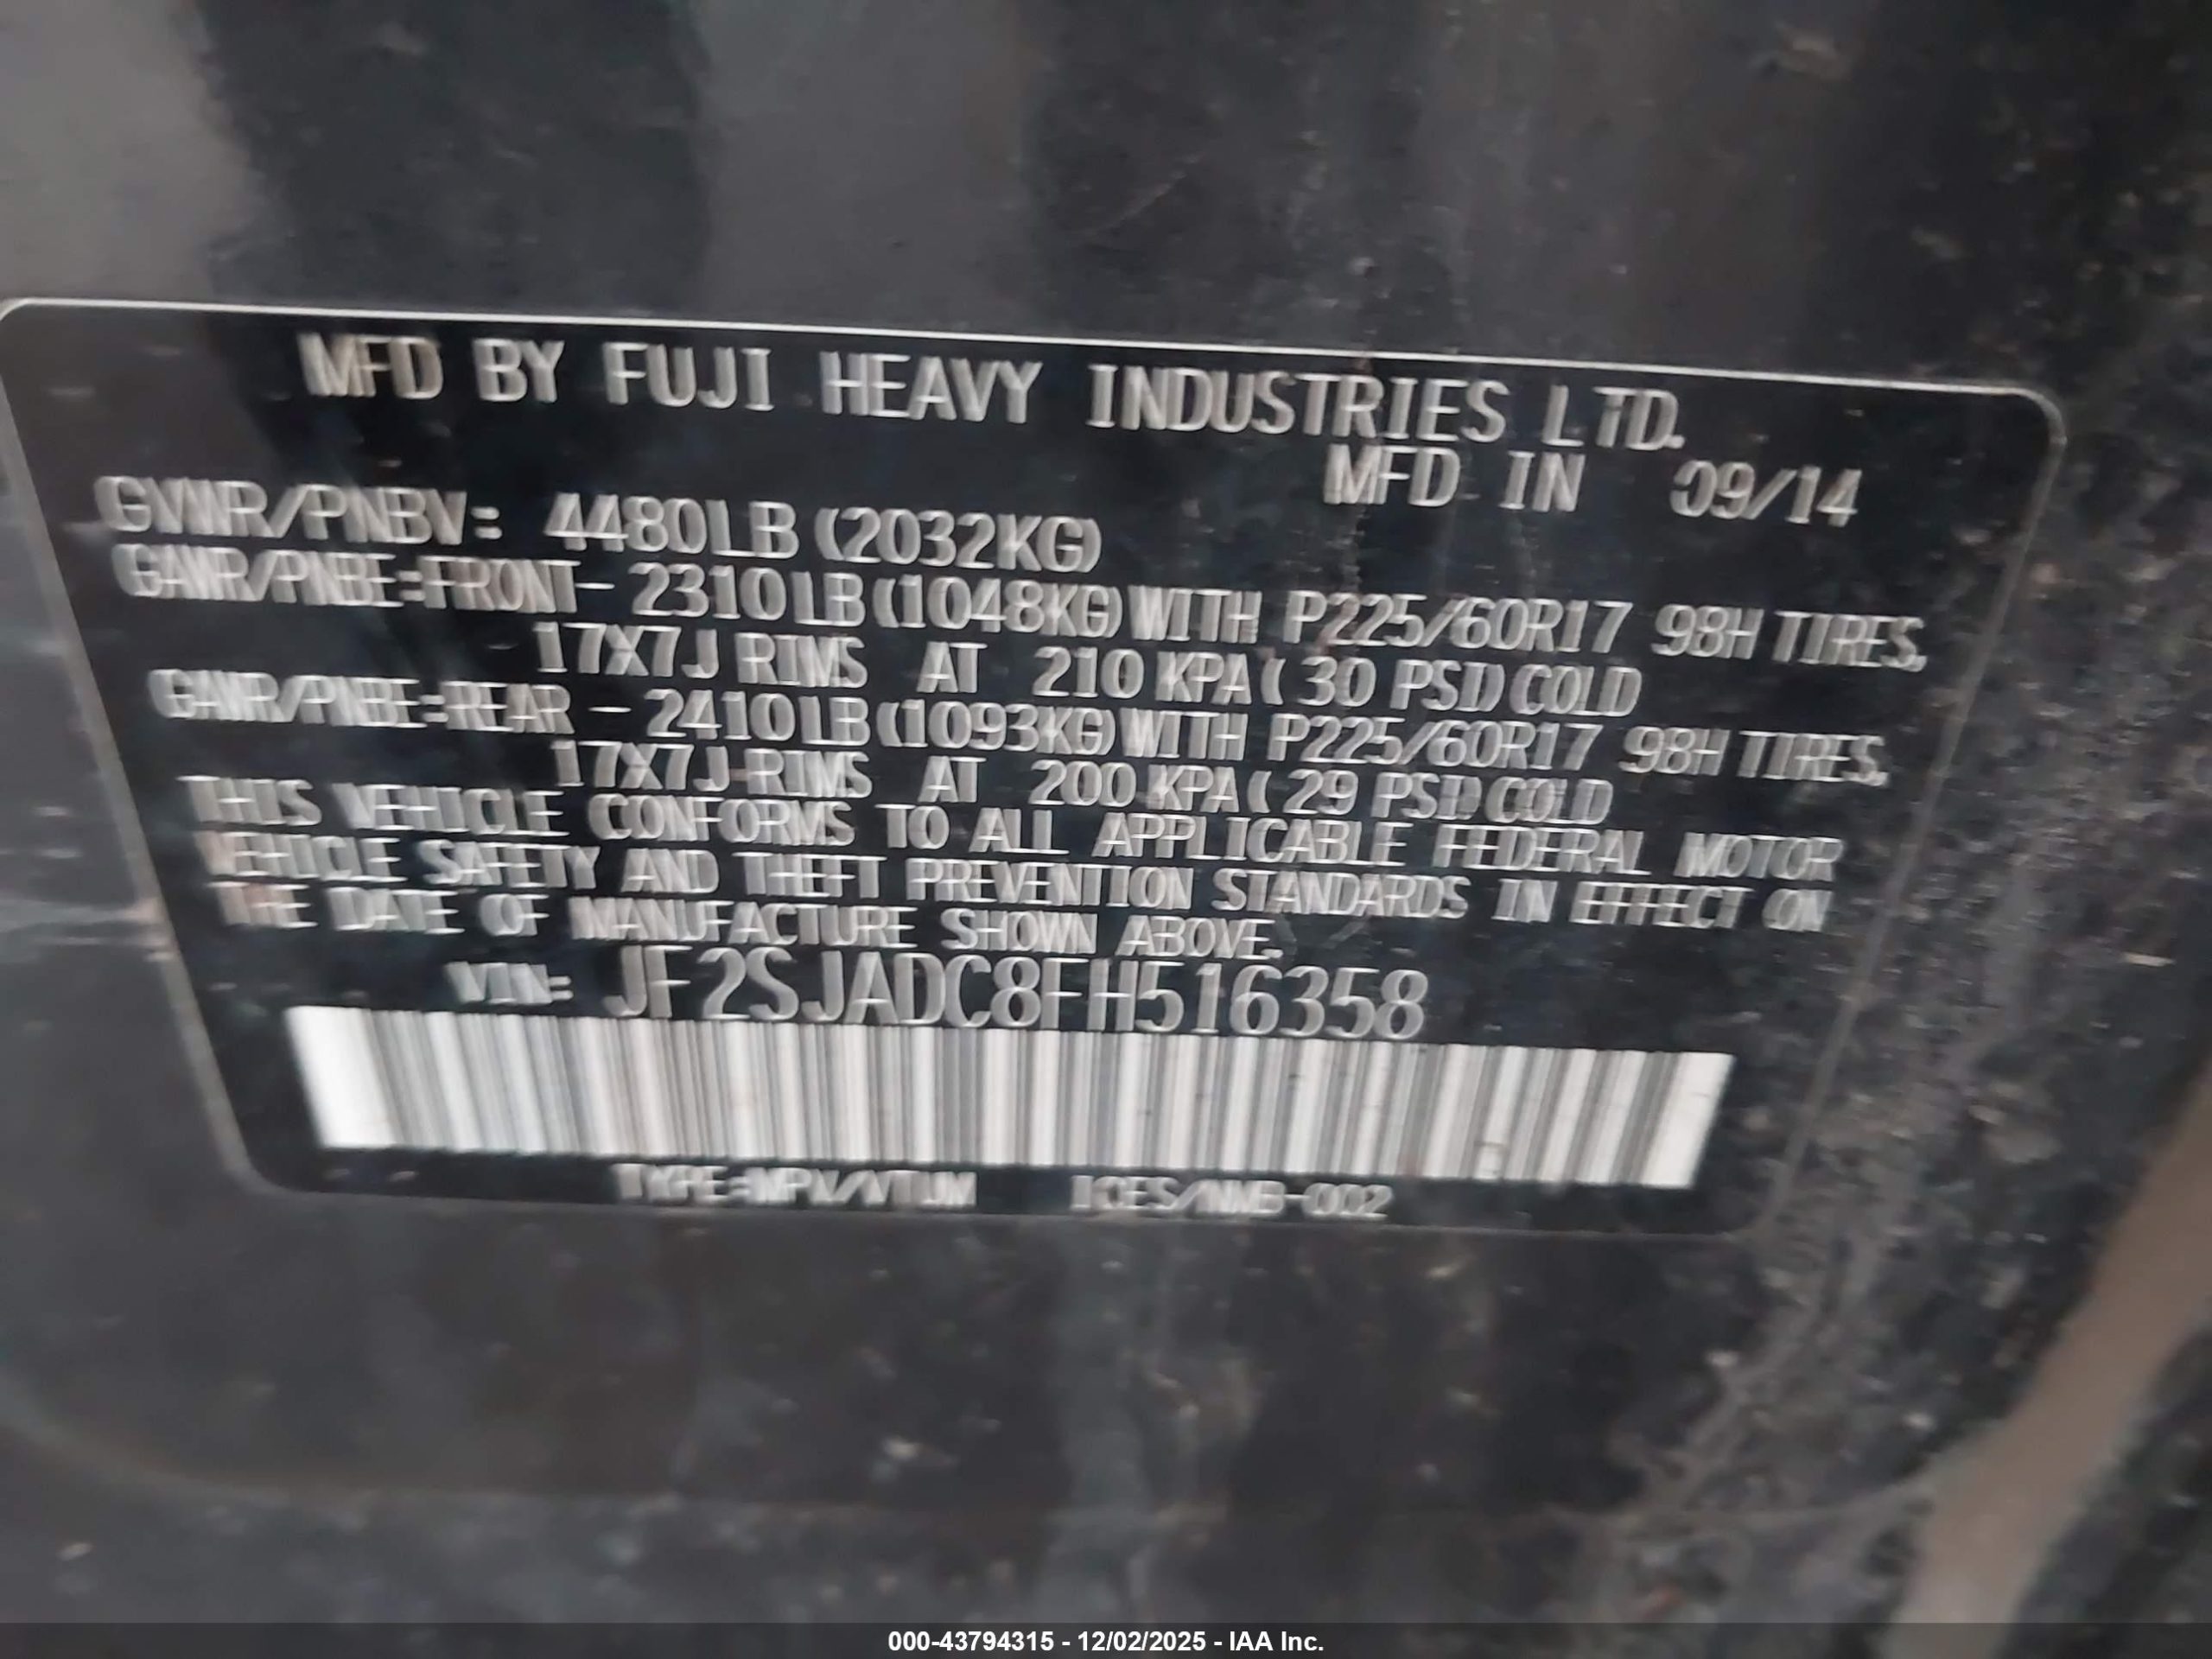 MFD BY FUJI HEAVY INDUSTRIES LTD.
MFD IN 09/14
GVWR/PNBV: 4480LB (2032KG)
GAWR/PNBE:FRONT- 2310LB(1048KG)WITH P225/60R17 98H TIRES,
17X7J RIMS AT 210 KPA( 30 PSI)COLD
GAWR/PNBE:REAR - 2410LB(1093KG)WITH P225/60R17 98H TIRES,
17X7J RIMS AT 200 KPA( 29 PSI)COLD
THIS VEHICLE CONFORMS TO ALL APPLICABLE FEDERAL MOTOR
VEHICLE SAFETY AND THEFT PREVENTION STANDARDS IN EFFECT ON
THE DATE OF MANUFACTURE SHOWN ABOVE.
VIN: JF2SJADC8FH516358
TYPE:MPV/VTUM ICES/NMB-002
000-43794315 - 12/02/2025 - IAA Inc.